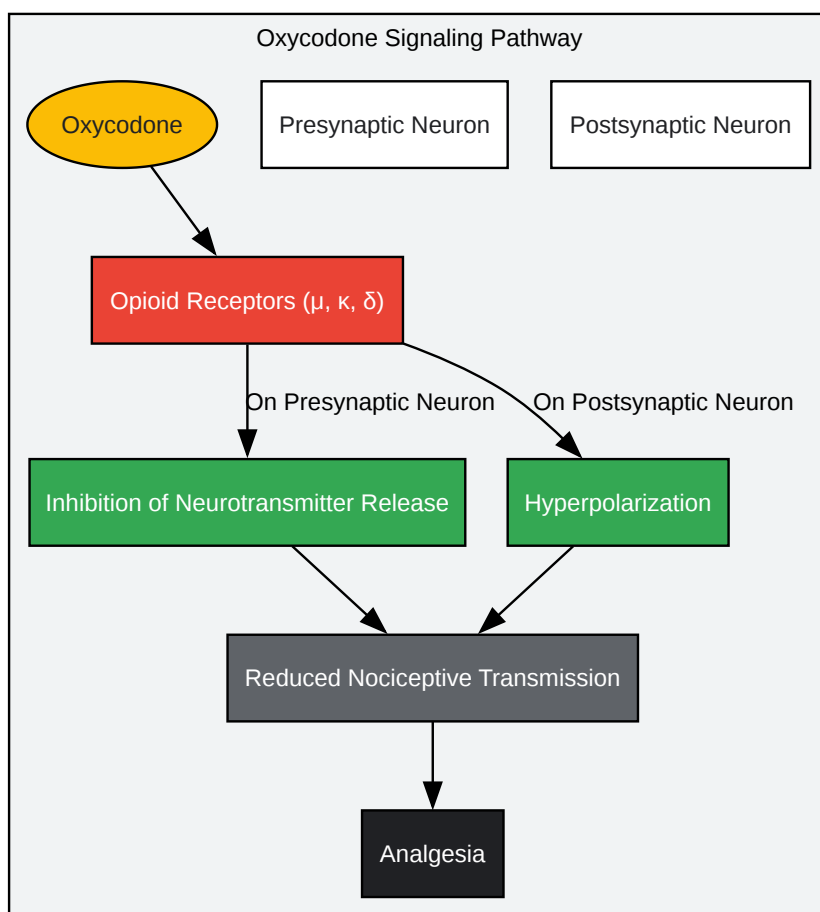 Oxycodone Signaling Pathway
Oxycodone
Presynaptic Neuron
Postsynaptic Neuron
Opioid Receptors (μ, κ, δ)
On Presynaptic Neuron
On Postsynaptic Neuron
Inhibition of Neurotransmitter Release
Hyperpolarization
Reduced Nociceptive Transmission
Analgesia